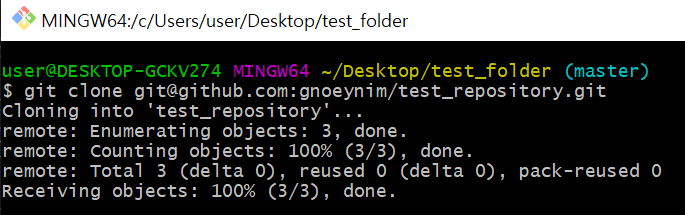 MINGW64:/c/Users/user/Desktop/test_folder
user@DESKTOP-GCKV274 MINGW64 ~/Desktop/test_folder (master)
$ git clone git@github.com:gnoeynim/test_repository.git
Cloning into 'test_repository'...
remote: Enumerating objects: 3, done.
remote: Counting objects: 100% (3/3), done.
remote: Total 3 (delta 0), reused 0 (delta 0), pack-reused 0
Receiving objects: 100% (3/3), done.